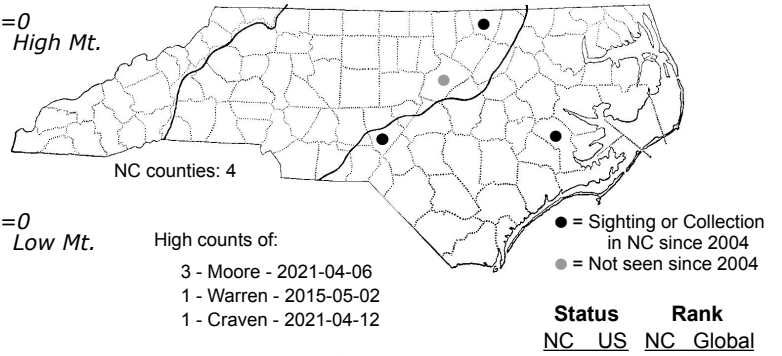 =0
High Mt.
NC counties: 4
=0
Low Mt.
High counts of:
3 - Moore - 2021-04-06
1 - Warren - 2015-05-02
1 - Craven - 2021-04-12
= Sighting or Collection
in NC since 2004
= Not seen since 2004
Status Rank
NC US NC Global